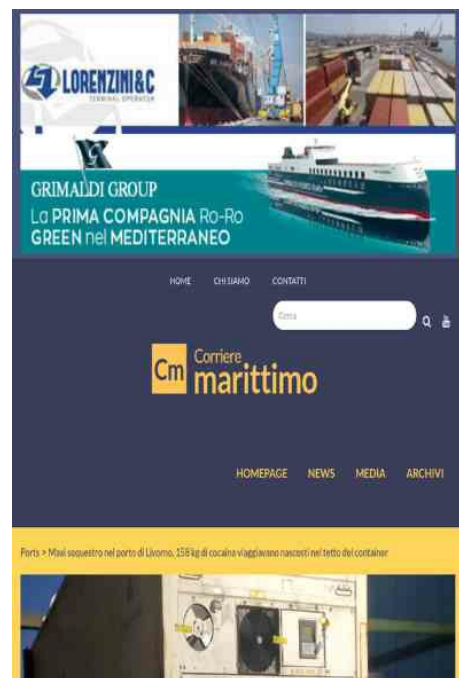 LORENZINI&C
TERMINAL OPERATOR
GRIMALDI GROUP
La PRIMA COMPAGNIA Ro-Ro
GREEN nel MEDITERRANEO
HOME CHI SIAMO CONTATTI
Cerca
Cm Corriere
marittimo
HOMEPAGE NEWS MEDIA ARCHIVI
Ports > Maxi sequestro nel porto di Livorno, 158 kg di cocaina viaggiavano nascosti nel tetto del container